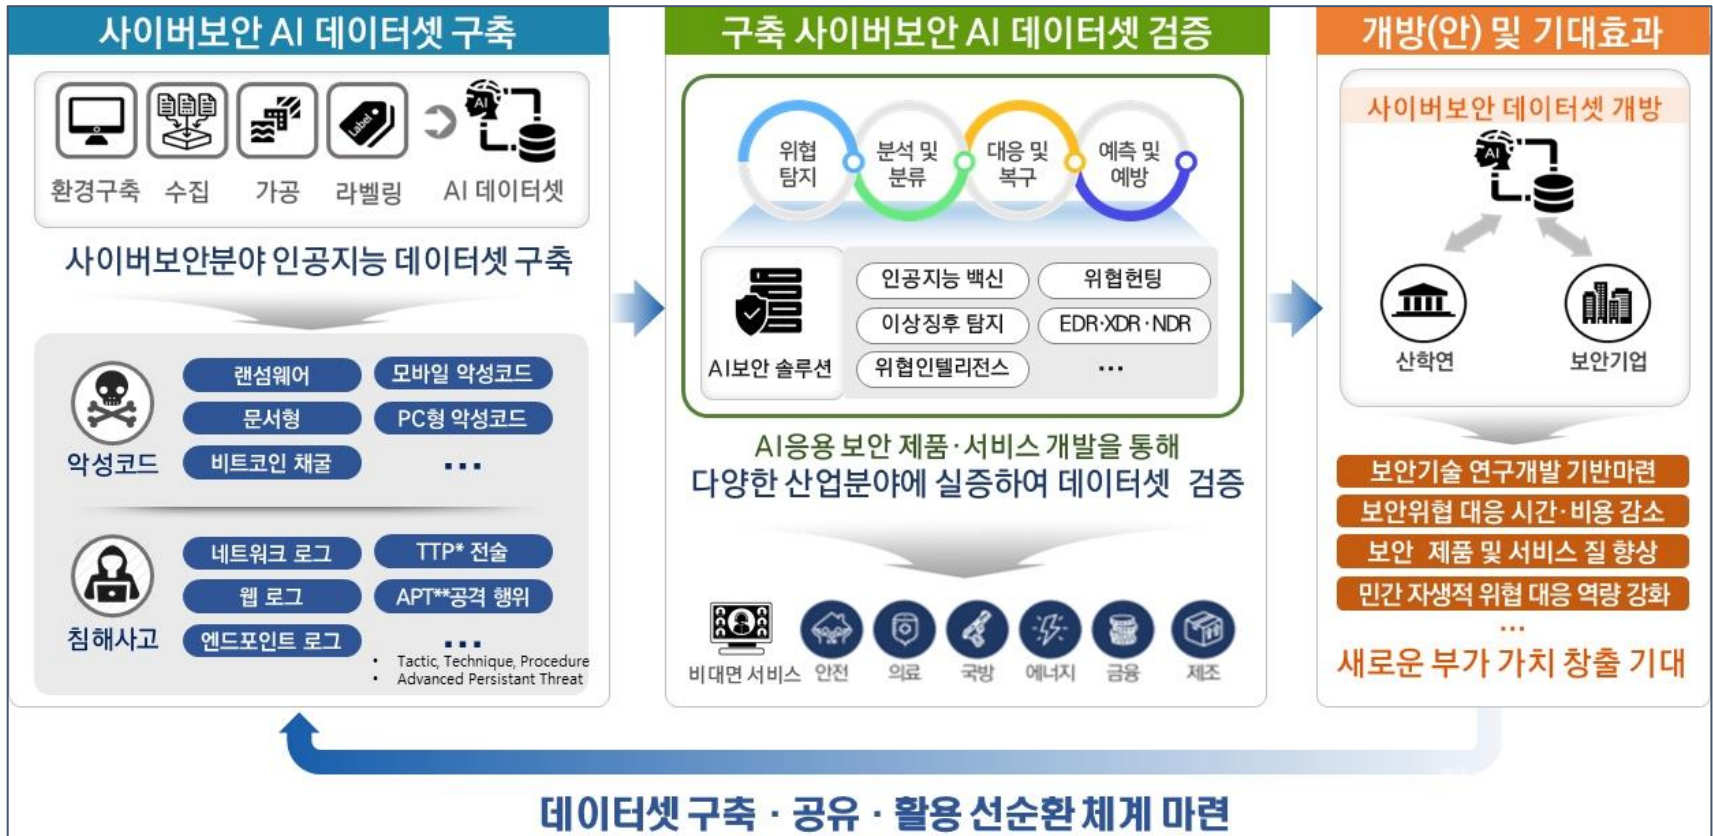 사이버보안 AI 데이터셋 구축
환경구축 수집 가공 라벨링 AI 데이터셋
Label
AI
사이버보안분야 인공지능 데이터셋 구축
악성코드
랜섬웨어 모바일 악성코드
문서형 PC형 악성코드
비트코인 채굴 ...
침해사고
네트워크 로그 TTP* 전술
웹 로그 APT**공격 행위
엔드포인트 로그 ...
• Tactic, Technique, Procedure
• Advanced Persistant Threat
구축 사이버보안 AI 데이터셋 검증
위협 탐지
분석 및 분류
대응 및 복구
예측 및 예방
AI보안 솔루션
인공지능 백신 위협헌팅
이상징후 탐지 EDR·XDR·NDR
위협인텔리전스 ...
AI응용 보안 제품·서비스 개발을 통해
다양한 산업분야에 실증하여 데이터셋 검증
비대면 서비스 안전 의료 국방 에너지 금융 제조
개방(안) 및 기대효과
사이버보안 데이터셋 개방
AI
산학연 보안기업
보안기술 연구개발 기반마련
보안위협 대응 시간·비용 감소
보안 제품 및 서비스 질 향상
민간 자생적 위협 대응 역량 강화
...
새로운 부가 가치 창출 기대
데이터셋 구축 · 공유 · 활용 선순환 체계 마련